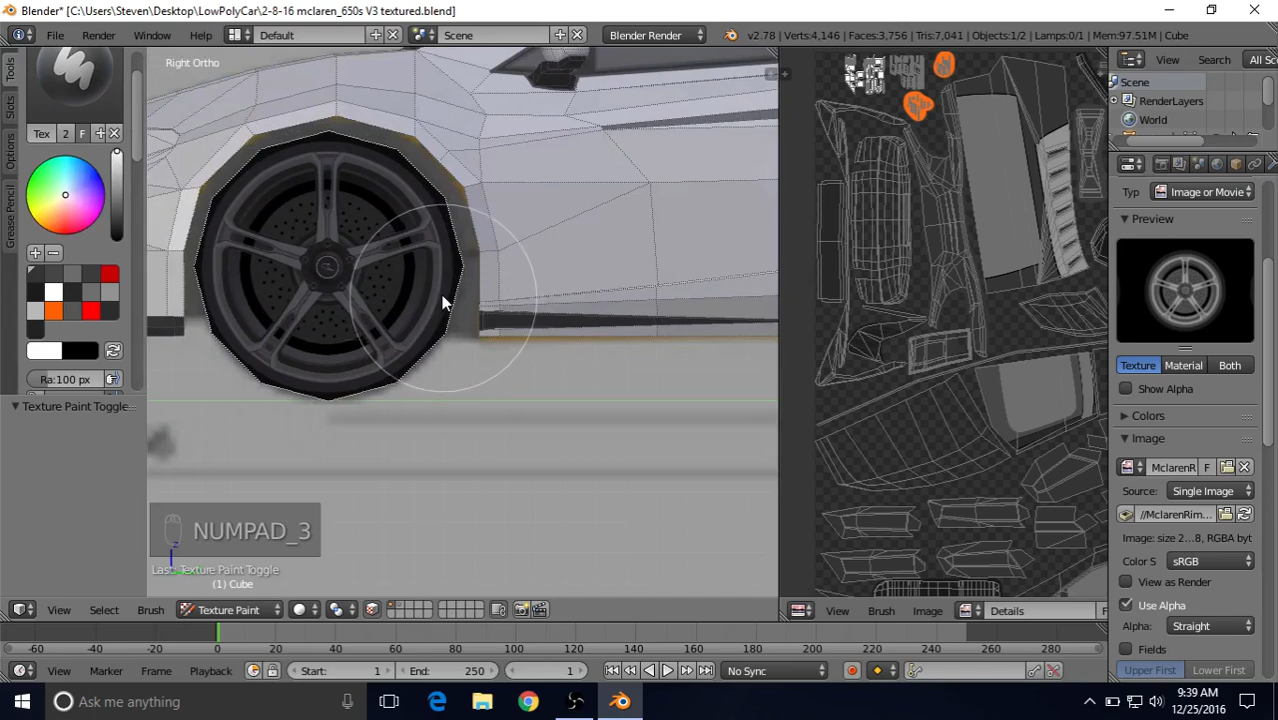 Blender* [C:\Users\Steven\Desktop\LowPolyCar\2-8-16 mclaren_650s V3 textured.blend]
File Render Window Help Default Scene Blender Render v2.78 | Verts:4,146 | Faces:3,756 | Tris:7,041 | Objects:1/2 | Lamps:0/1 | Mem:97.51M | Cube
Right Ortho
View Search All Sc
Scene
RenderLayers
World
Tools
Slots
Options
Grease Pencil
Tex 2 F
Ra:100 px
Texture Paint Toggle
Typ Image or Movie
Preview
Texture Material Both
Show Alpha
Colors
Image
MclarenR F
Source: Single Image
//MclarenRim...
Image: size 2...8, RGBA byt
Color S sRGB
View as Render
Use Alpha
Alpha: Straight
Fields
Upper First Lower First
NUMPAD_3
z
Last: Texture Paint Toggle
(1) Cube
View Select Brush Texture Paint
View Brush Image Details F
-60 -40 -20 0 20 40 60 80 100 120 140 160 180 200 220 240 260 280
View Marker Frame Playback Start: 1 End: 250 1 No Sync
Ask me anything
9:39 AM
12/25/2016